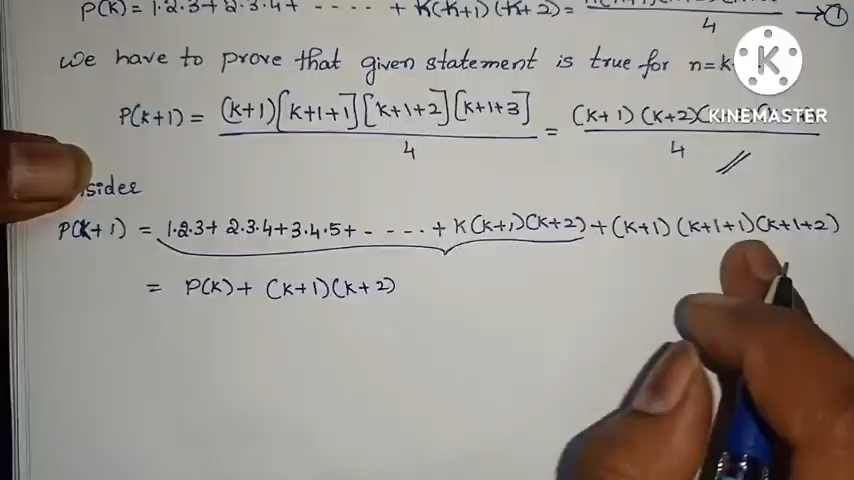 P(K) = 1.2.3+ 2.3.4+ - - - - - + K(K+1)(K+2) = 4 →①
We have to prove that given statement is true for n=k
K
KINEMASTER
P(K+1) = (K+1)[K+1+1][K+1+2][K+1+3] / 4 = (K+1)(K+2)( / 4 //
sider
P(K+1) = 1.2.3+ 2.3.4+3.4.5+ - - - - + K(K+1)(K+2) + (K+1) (K+1+1)(K+1+2)
= P(K) + (K+1)(K+2)